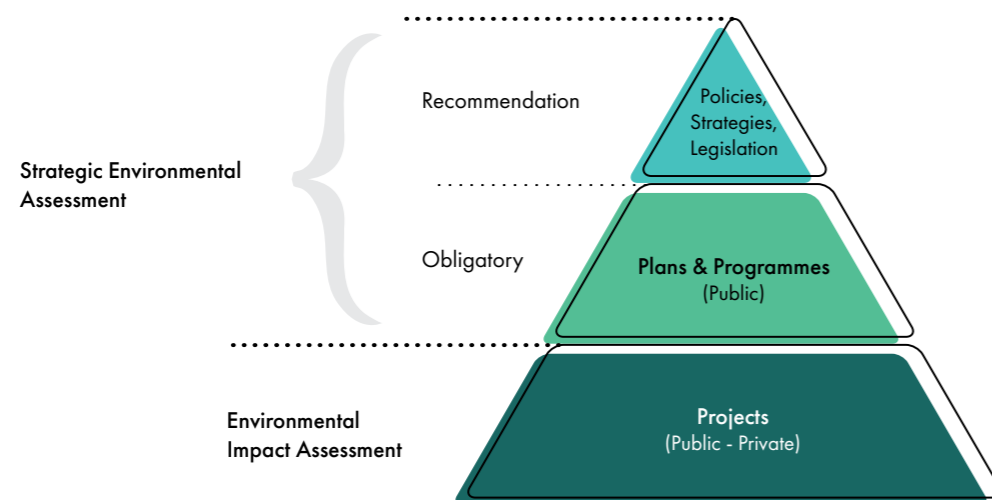 Recommendation
Policies,
Strategies,
Legislation
Strategic Environmental
Assessment
Obligatory
Plans & Programmes
(Public)
Environmental
Impact Assessment
Projects
(Public - Private)